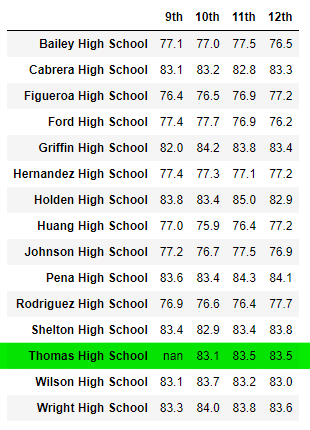 9th 10th 11th 12th
Bailey High School 77.1 77.0 77.5 76.5
Cabrera High School 83.1 83.2 82.8 83.3
Figueroa High School 76.4 76.5 76.9 77.2
Ford High School 77.4 77.7 76.9 76.2
Griffin High School 82.0 84.2 83.8 83.4
Hernandez High School 77.4 77.3 77.1 77.2
Holden High School 83.8 83.4 85.0 82.9
Huang High School 77.0 75.9 76.4 77.2
Johnson High School 77.2 76.7 77.5 76.9
Pena High School 83.6 83.4 84.3 84.1
Rodriguez High School 76.9 76.6 76.4 77.7
Shelton High School 83.4 82.9 83.4 83.8
Thomas High School nan 83.1 83.5 83.5
Wilson High School 83.1 83.7 83.2 83.0
Wright High School 83.3 84.0 83.8 83.6